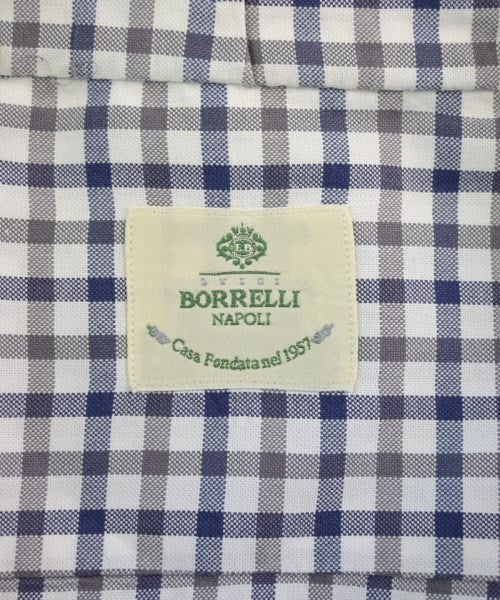 LUIGI
BORRELLI
NAPOLI
Casa Fondata nel 1957